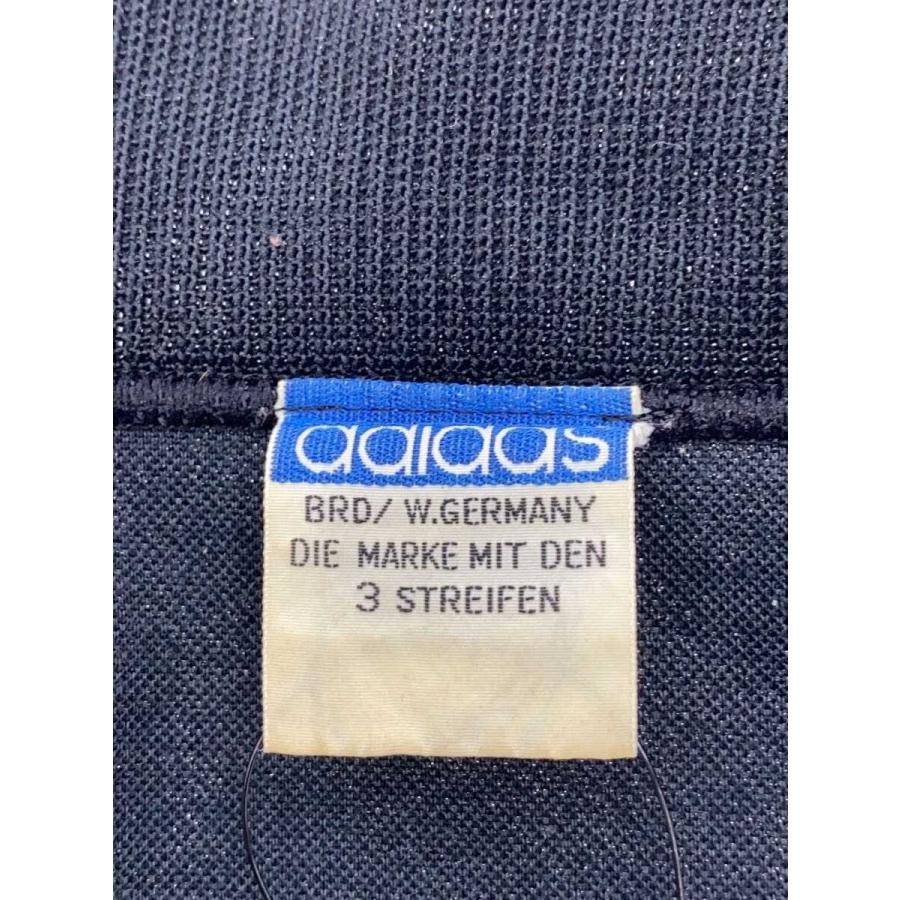 adidas
BRD/ W.GERMANY
DIE MARKE MIT DEN
3 STREIFEN